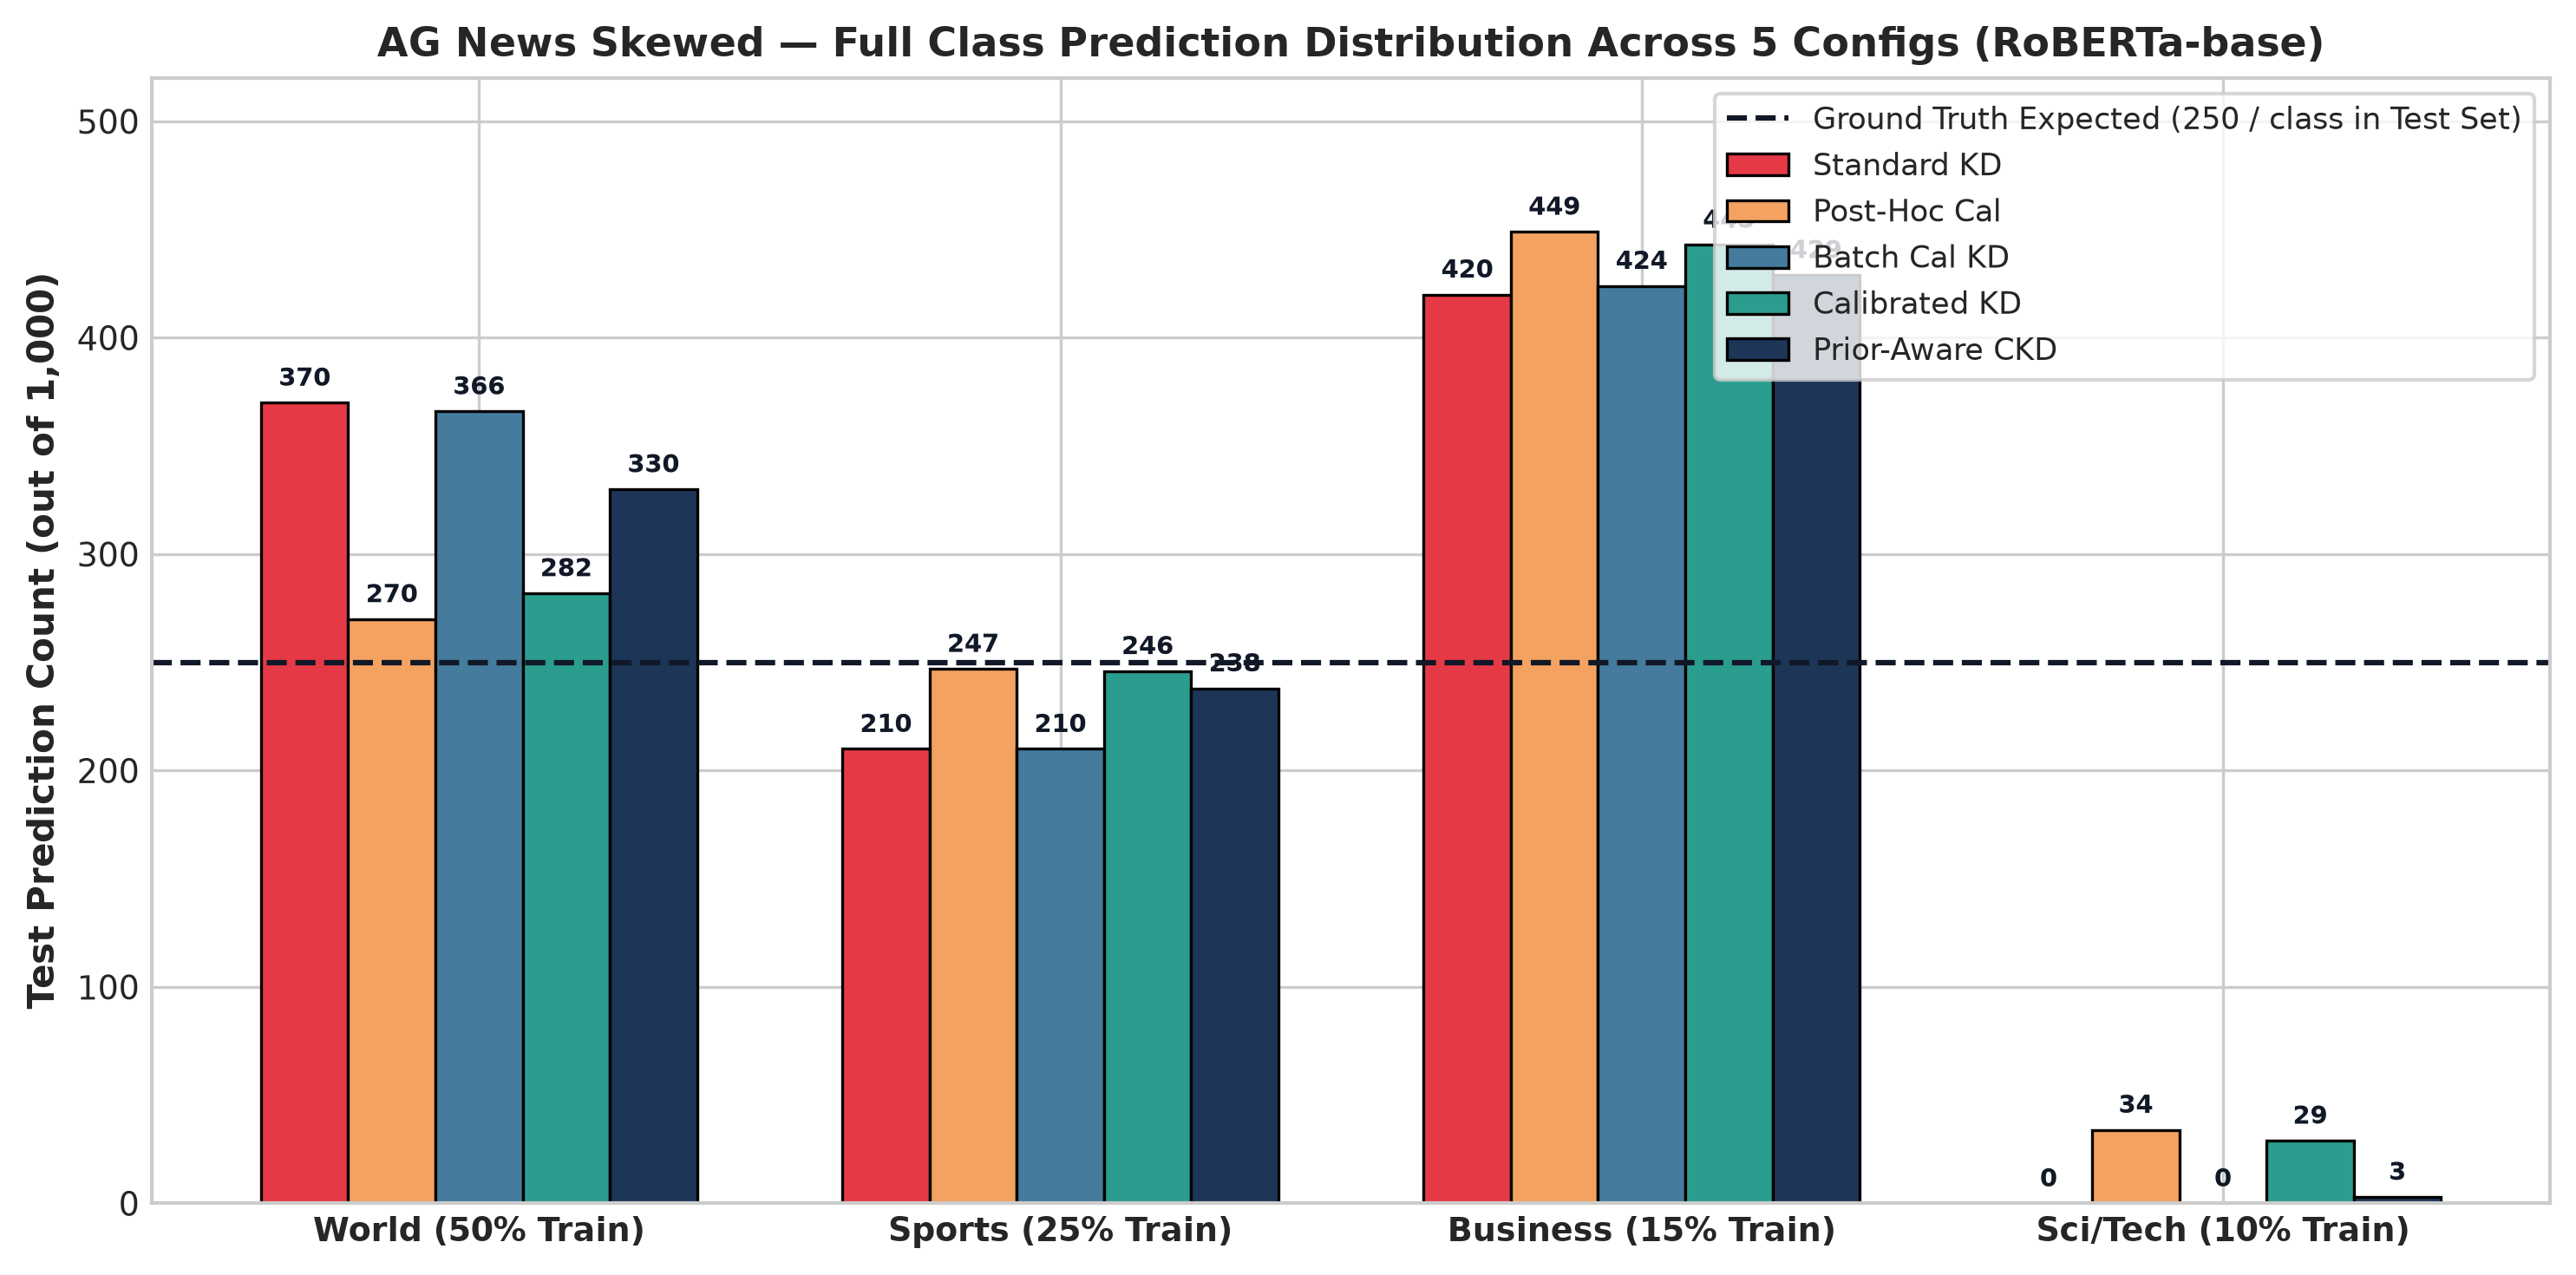 AG News Skewed — Full Class Prediction Distribution Across 5 Configs (RoBERTa-base)
Test Prediction Count (out of 1,000)
500
400
300
200
100
0
Ground Truth Expected (250 / class in Test Set)
Standard KD
Post-Hoc Cal
Batch Cal KD
Calibrated KD
Prior-Aware CKD
370
270
366
282
330
210
247
210
246
238
420
449
424
429
0
34
0
29
3
World (50% Train)
Sports (25% Train)
Business (15% Train)
Sci/Tech (10% Train)